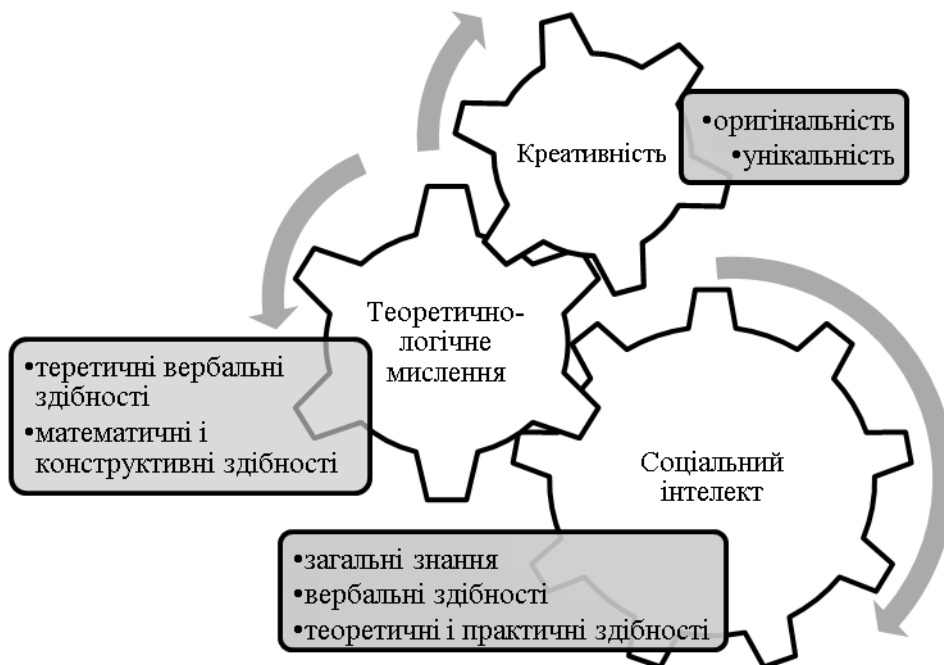 Креативність
•оригінальність
•унікальність
Теоретично-
логічне
мислення
•теретичні вербальні
здібності
•математичні і
конструктивні здібності
Соціальний
інтелект
•загальні знання
•вербальні здібності
•теоретичні і практичні здібності